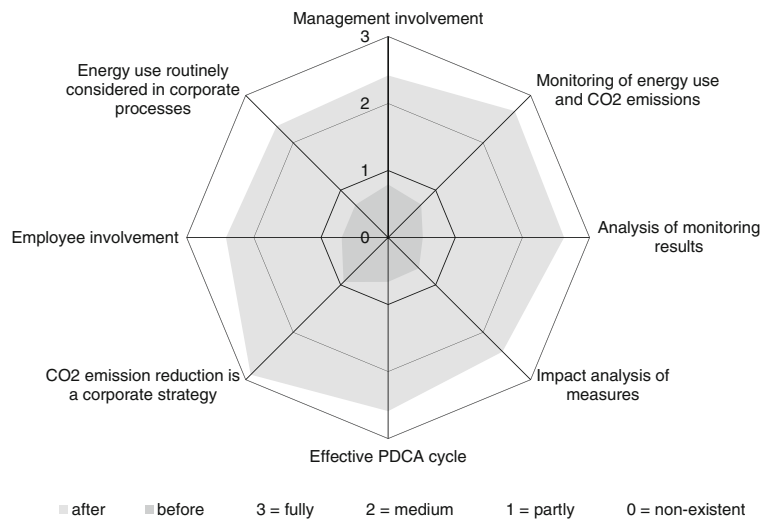 Management involvement
3
Energy use routinely
considered in corporate
processes
Monitoring of energy use
and CO2 emissions
2
1
Employee involvement
0
Analysis of monitoring
results
CO2 emission reduction is
a corporate strategy
Impact analysis of
measures
Effective PDCA cycle
after before 3 = fully 2 = medium 1 = partly 0 = non-existent